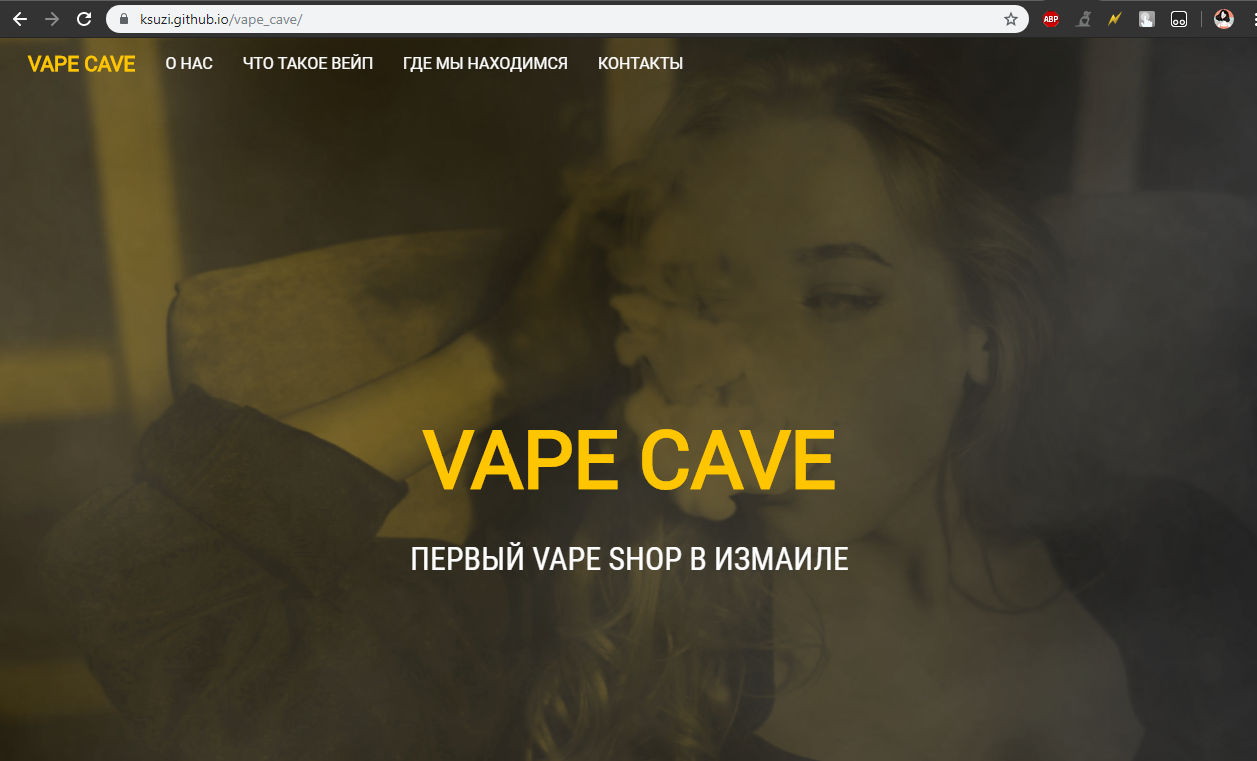 ksuzi.github.io/vape_cave/
ABP
VAPE CAVE О НАС ЧТО ТАКОЕ ВЕЙП ГДЕ МЫ НАХОДИМСЯ КОНТАКТЫ
VAPE CAVE
ПЕРВЫЙ VAPE SHOP В ИЗМАИЛЕ